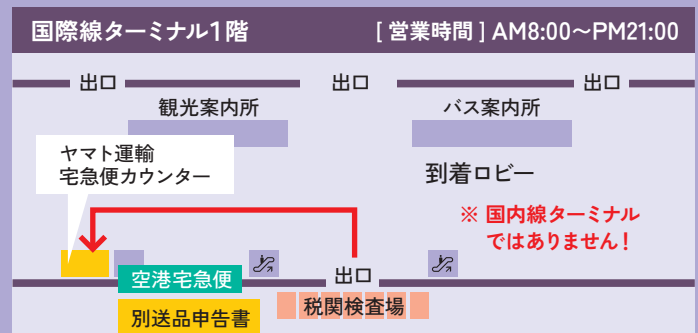 国際線ターミナル1階
[ 営業時間 ] AM8:00〜PM21:00
出口
出口
出口
観光案内所
バス案内所
ヤマト運輸
宅急便カウンター
到着ロビー
※ 国内線ターミナル
ではありません！
空港宅急便
出口
別送品申告書
税関検査場